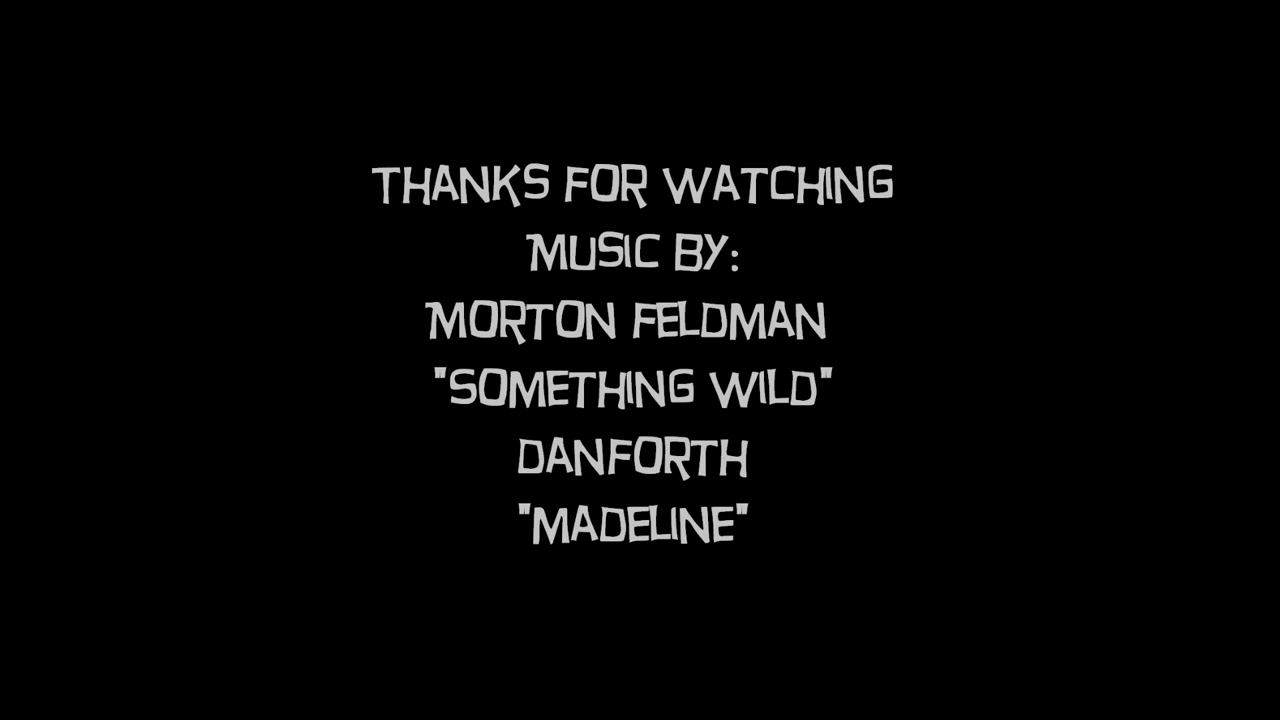 THANKS FOR WATCHING
MUSIC BY:
MORTON FELDMAN
"SOMETHING WILD"
DANFORTH
"MADELINE"